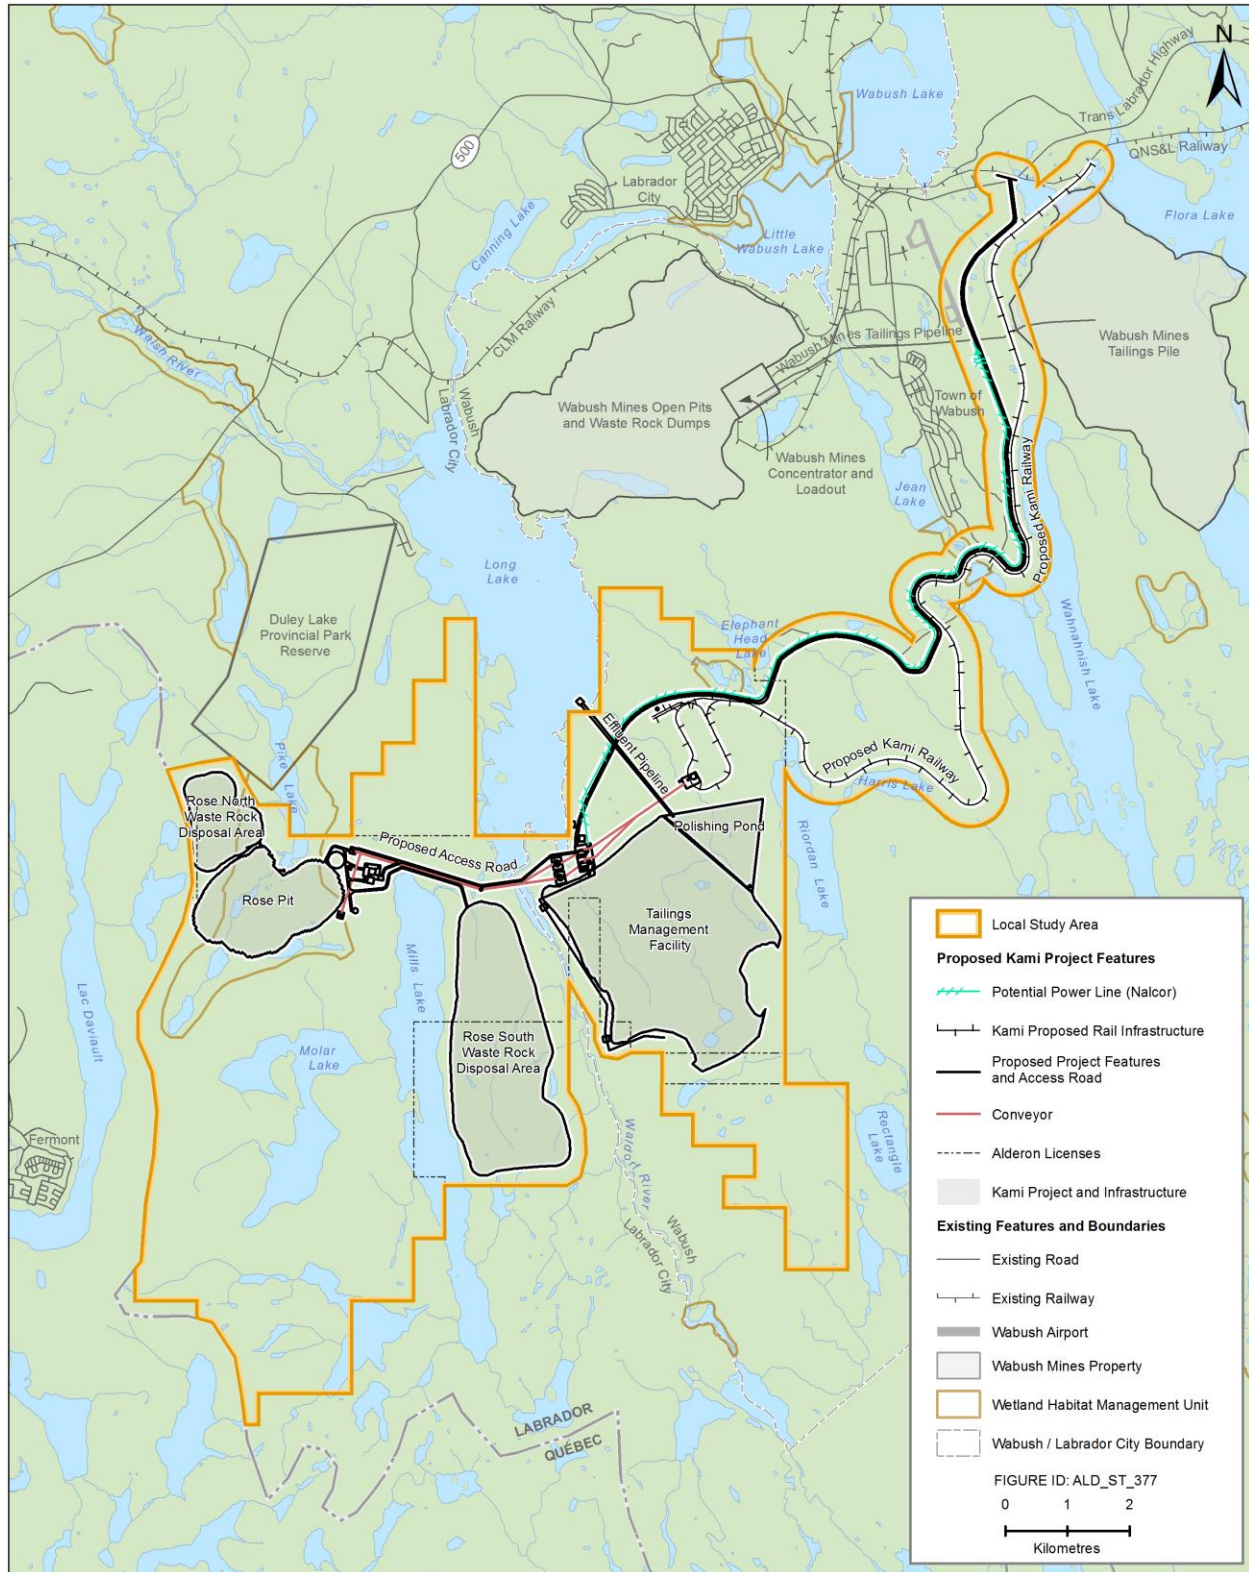 N
Wabush Lake
Trans Labrador Highway
QNS&L Railway
500
Labrador
City
Canning Lake
Little
Wabush Lake
Flora Lake
CLM Railway
Walsh River
Wabush Mines Tailings Pipeline
Wabush Mines
Tailings Pile
Wabush
Labrador City
Wabush Mines Open Pits
and Waste Rock Dumps
Town of
Wabush
Wabush Mines
Concentrator and
Loadout
Jean
Lake
Proposed Kami Railway
Long
Lake
Duley Lake
Provincial Park
Reserve
Elephant
Head
Lake
Wahnahnish Lake
Pike Lake
Effluent Pipeline
Proposed Kami Railway
Harris Lake
Rose North
Waste Rock
Disposal Area
Polishing Pond
Proposed Access Road
Riordan Lake
Rose Pit
Tailings
Management
Facility
Mills Lake
Lac Daviault
Molar
Lake
Rose South
Waste Rock
Disposal Area
Rectangle
Lake
Fermont
Waldorf River
Wabush
Labrador City
LABRADOR
QUÉBEC
Local Study Area
Proposed Kami Project Features
Potential Power Line (Nalcor)
Kami Proposed Rail Infrastructure
Proposed Project Features
and Access Road
Conveyor
Alderon Licenses
Kami Project and Infrastructure
Existing Features and Boundaries
Existing Road
Existing Railway
Wabush Airport
Wabush Mines Property
Wetland Habitat Management Unit
Wabush / Labrador City Boundary
FIGURE ID: ALD_ST_377
0 1 2
Kilometres